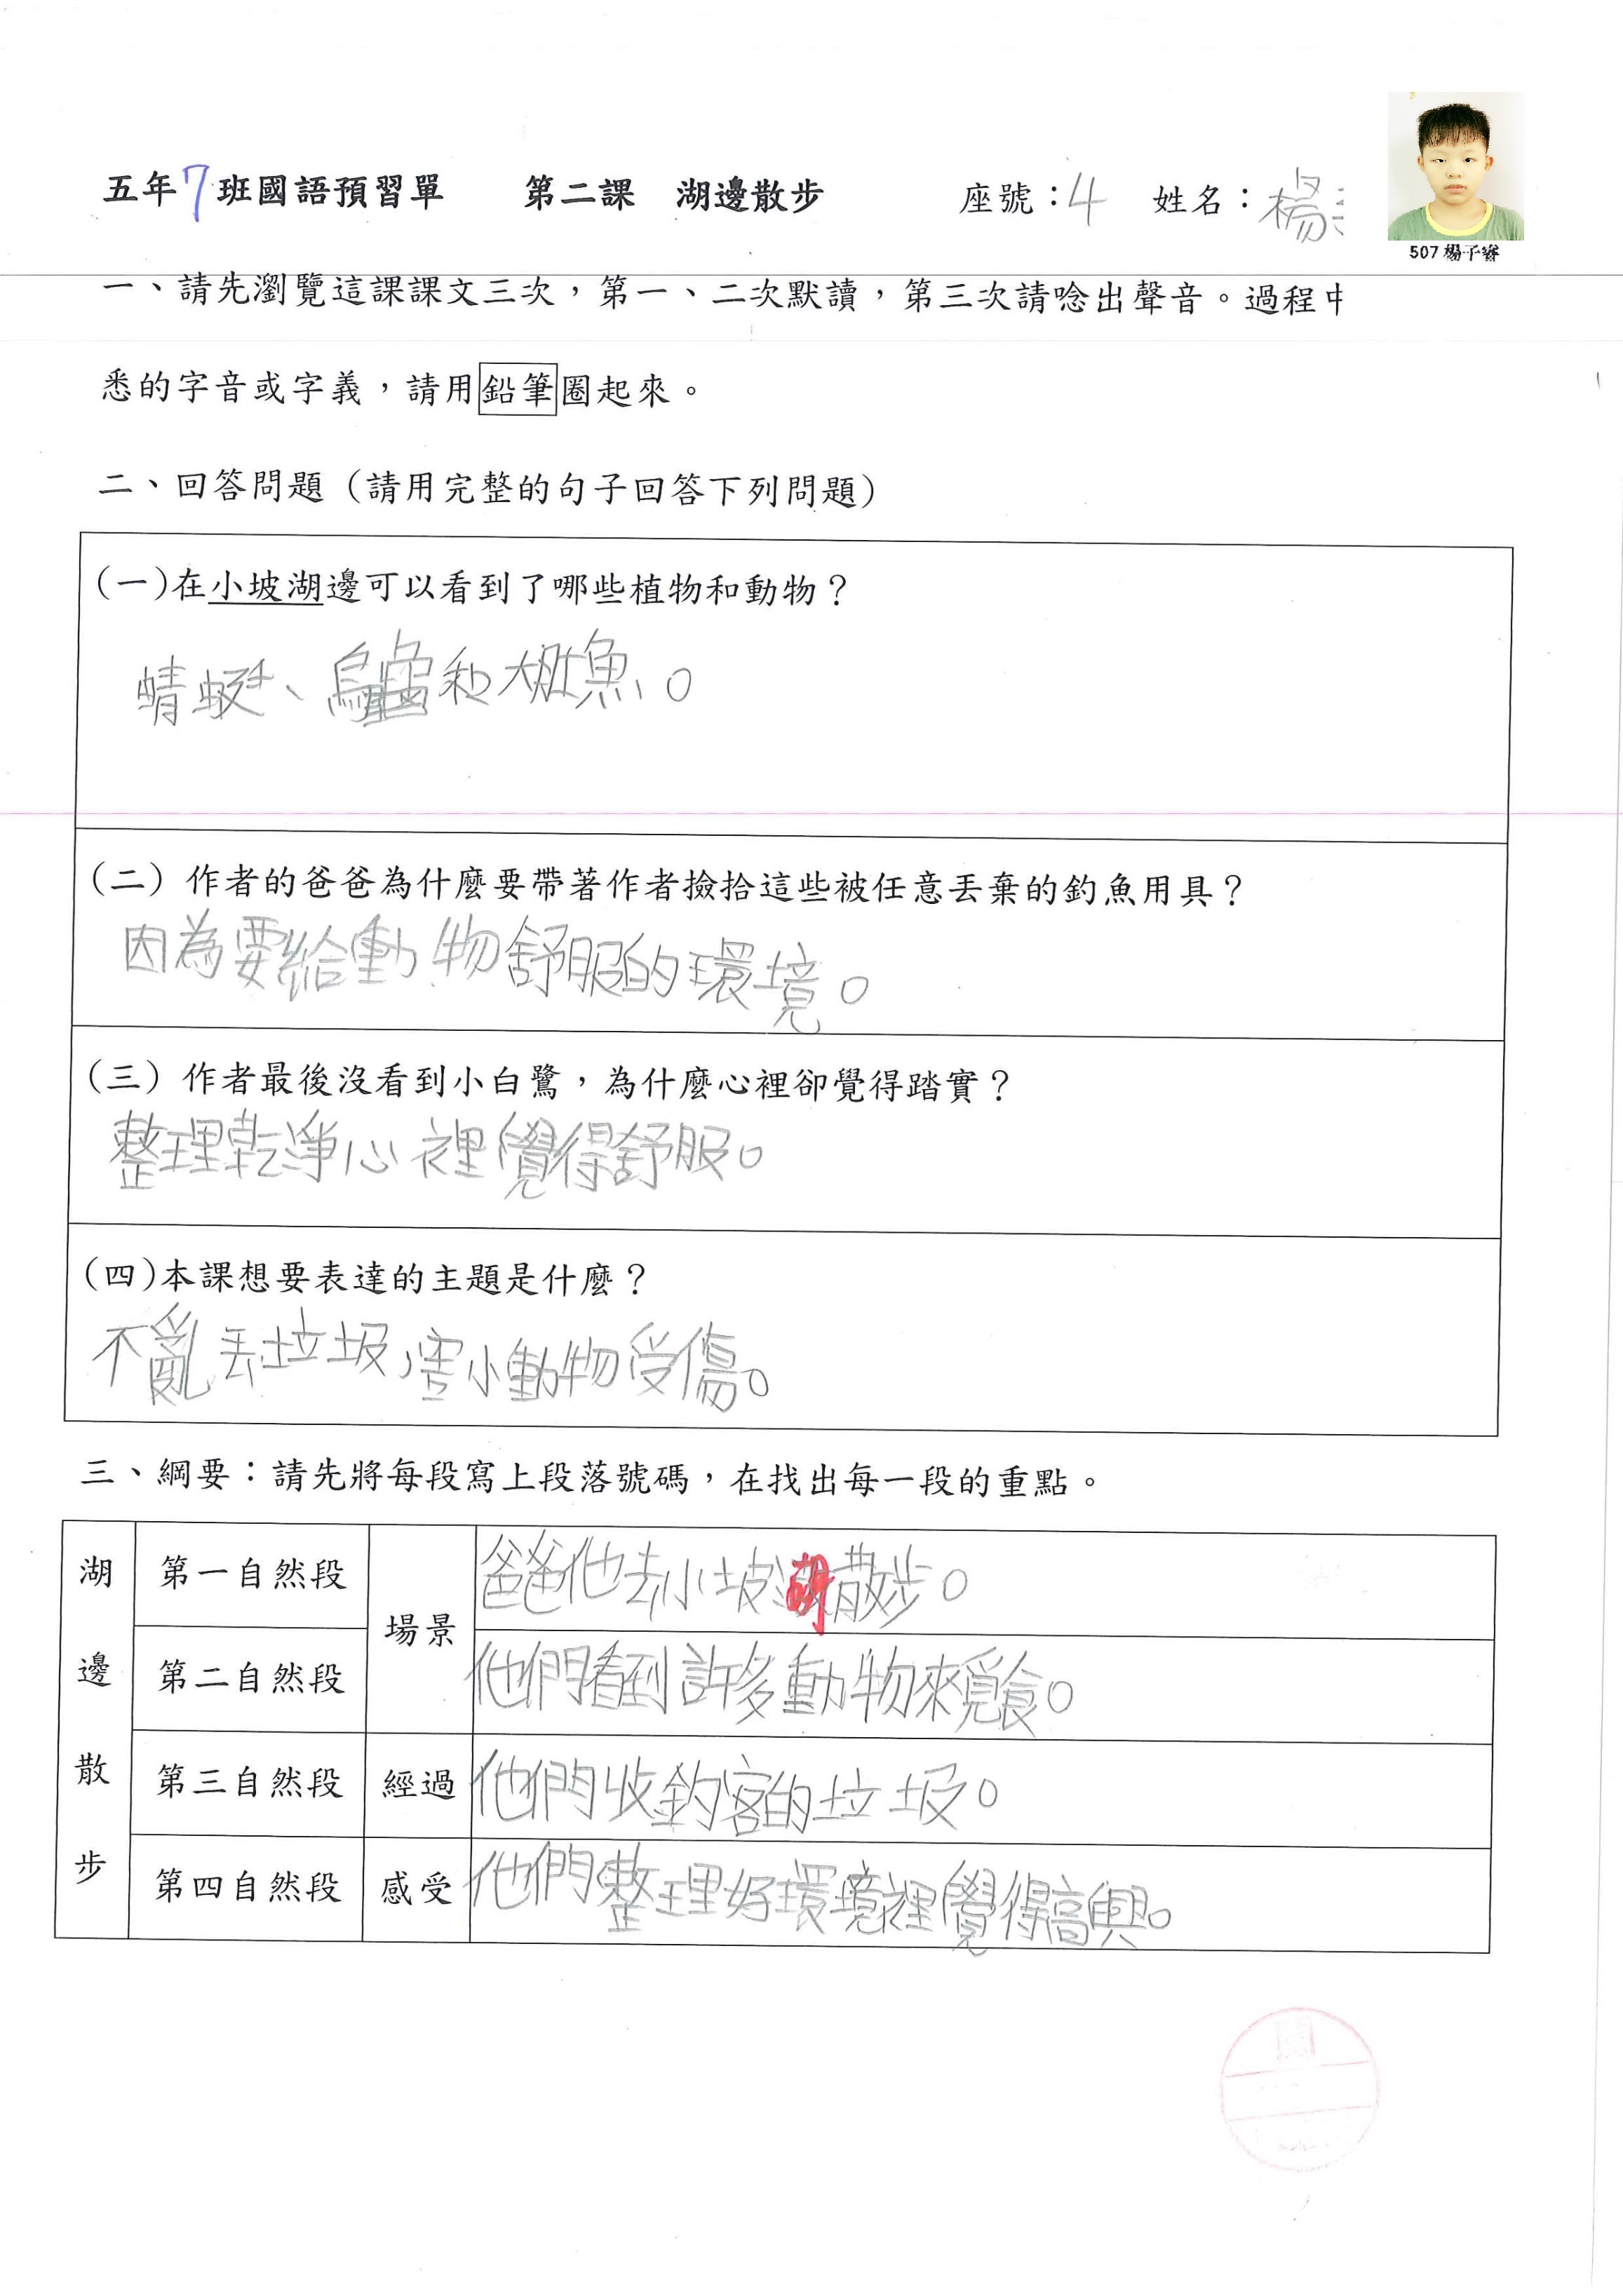 五年7班國語預習單 第二課 湖邊散步 座號：4 姓名：楊
507 楊子睿
一、請先瀏覽這課課文三次，第一、二次默讀，第三次請唸出聲音。過程中
悉的字音或字義，請用鉛筆圈起來。
二、回答問題（請用完整的句子回答下列問題）
(一)在小坡湖邊可以看到了哪些植物和動物？
蜻蜓、烏龜和大肚魚。
(二) 作者的爸爸為什麼要帶著作者撿拾這些被任意丟棄的釣魚用具？
因為要給動物舒服的環境。
(三) 作者最後沒看到小白鷺，為什麼心裡卻覺得踏實？
整理乾淨心裡覺得舒服。
(四)本課想要表達的主題是什麼？
不亂丟垃圾，害小動物受傷。
三、綱要：請先將每段寫上段落號碼，在找出每一段的重點。
湖邊散步
第一自然段 場景 爸爸他去小坡湖散步。
第二自然段 他們看到許多動物來覓食。
第三自然段 經過 他們收釣客的垃圾。
第四自然段 感受 他們整理好環境裡覺得高興。
閱